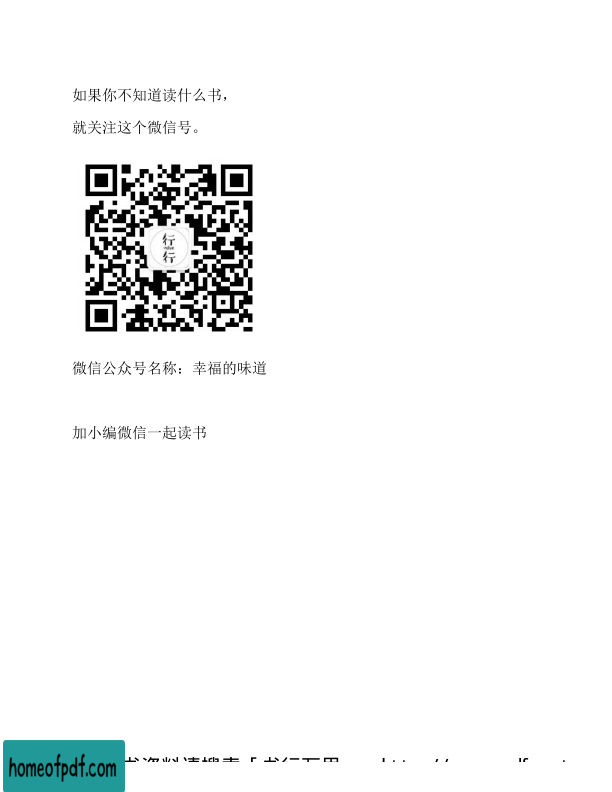 如果你不知道读什么书，
就关注这个微信号。
行
行
微信公众号名称：幸福的味道
加小编微信一起读书
homeofpdf.com